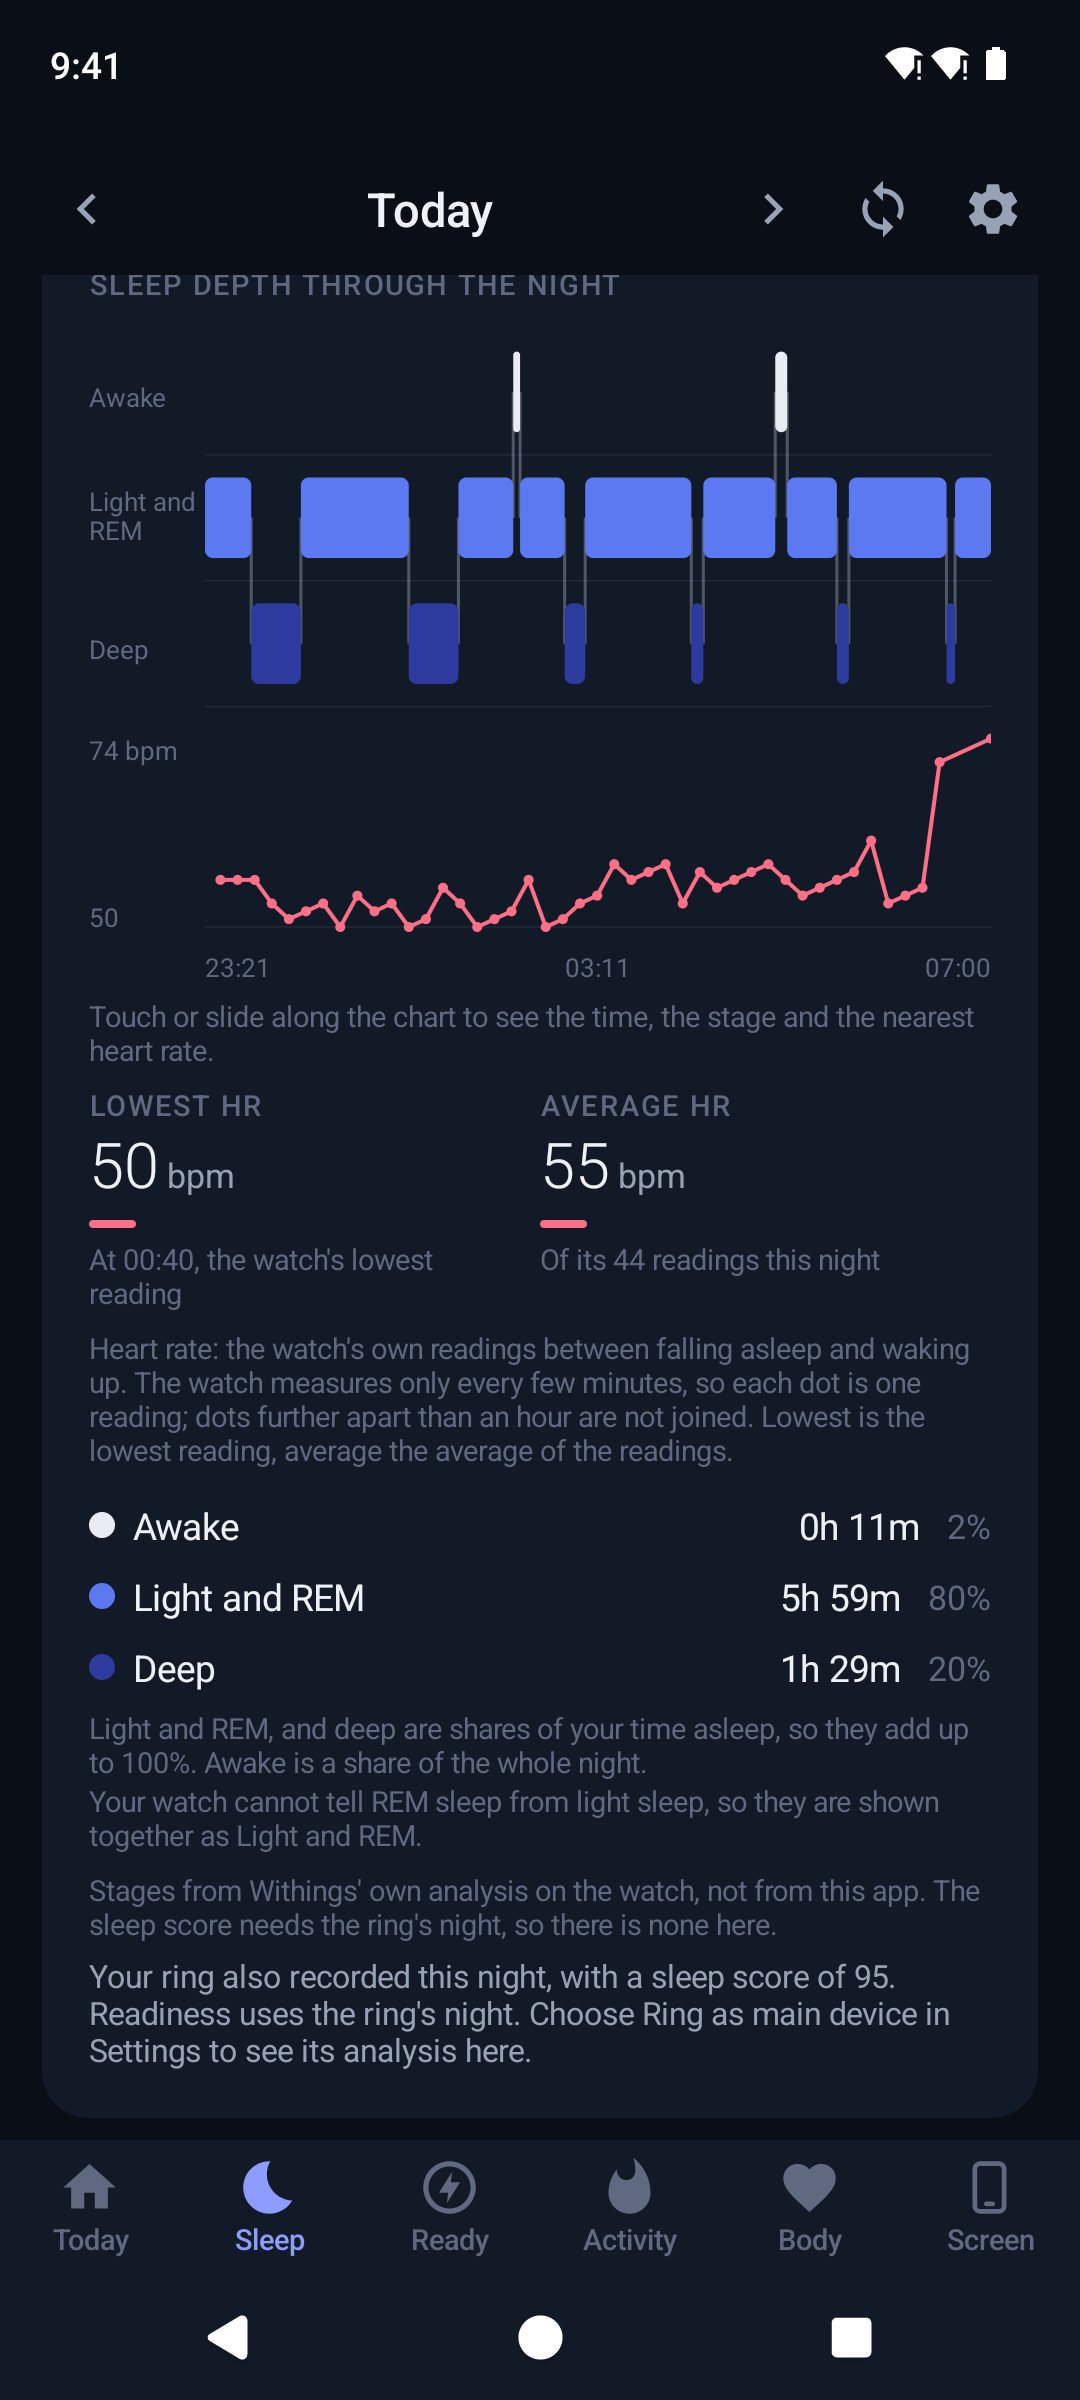 9:41
Today
SLEEP DEPTH THROUGH THE NIGHT
Awake
Light and
REM
Deep
74 bpm
50
23:21 03:11 07:00
Touch or slide along the chart to see the time, the stage and the nearest
heart rate.
LOWEST HR
50 bpm
At 00:40, the watch's lowest
reading
AVERAGE HR
55 bpm
Of its 44 readings this night
Heart rate: the watch's own readings between falling asleep and waking
up. The watch measures only every few minutes, so each dot is one
reading; dots further apart than an hour are not joined. Lowest is the
lowest reading, average the average of the readings.
Awake 0h 11m 2%
Light and REM 5h 59m 80%
Deep 1h 29m 20%
Light and REM, and deep are shares of your time asleep, so they add up
to 100%. Awake is a share of the whole night.
Your watch cannot tell REM sleep from light sleep, so they are shown
together as Light and REM.
Stages from Withings' own analysis on the watch, not from this app. The
sleep score needs the ring's night, so there is none here.
Your ring also recorded this night, with a sleep score of 95.
Readiness uses the ring's night. Choose Ring as main device in
Settings to see its analysis here.
Today Sleep Ready Activity Body Screen